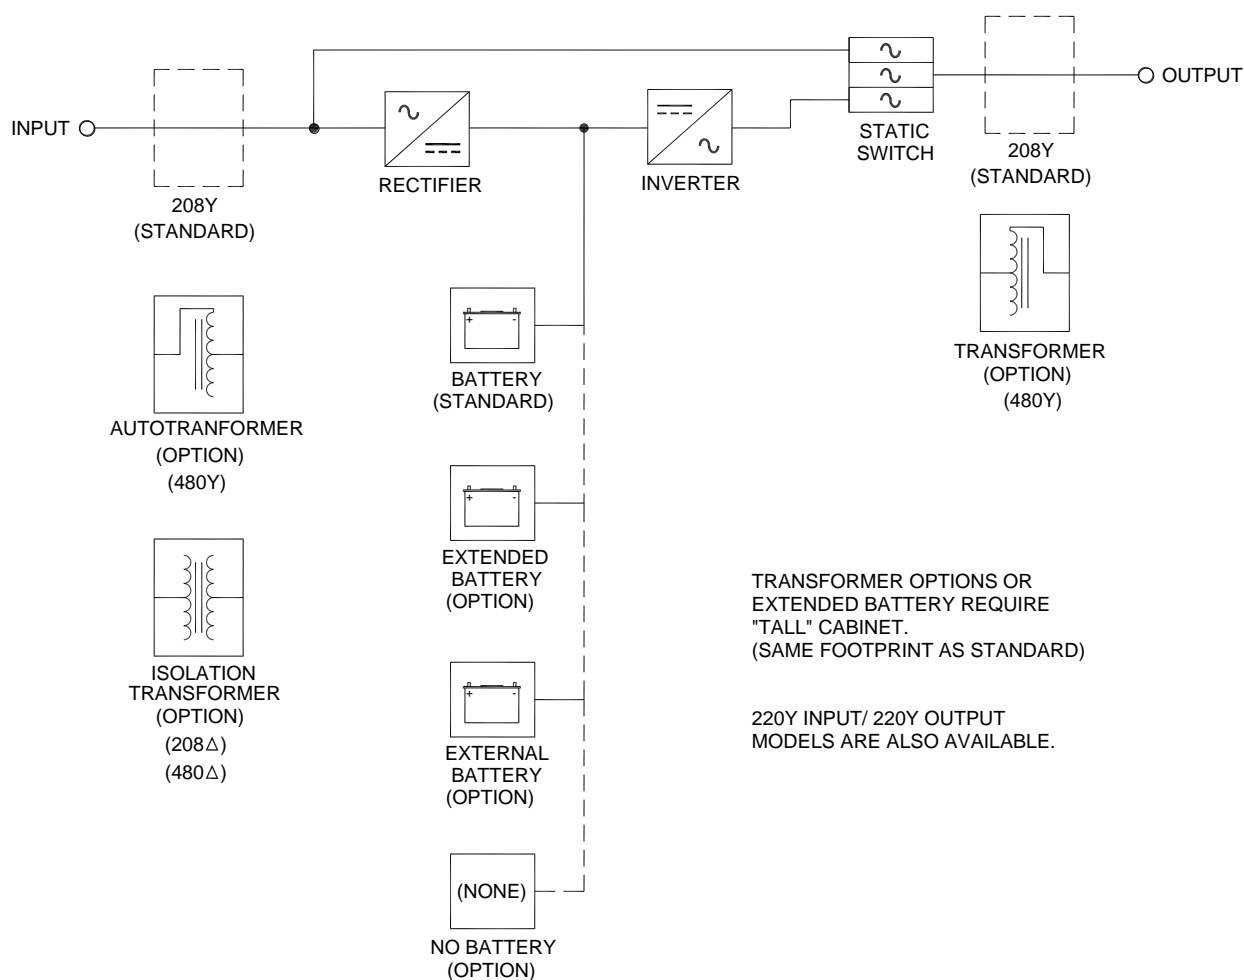 INPUT
208Y
(STANDARD)
RECTIFIER
INVERTER
STATIC
SWITCH
208Y
(STANDARD)
OUTPUT
AUTOTRANFORMER
(OPTION)
(480Y)
ISOLATION
TRANSFORMER
(OPTION)
(208Δ)
(480Δ)
+ -
BATTERY
(STANDARD)
+ -
EXTENDED
BATTERY
(OPTION)
+ -
EXTERNAL
BATTERY
(OPTION)
(NONE)
NO BATTERY
(OPTION)
TRANSFORMER
(OPTION)
(480Y)
TRANSFORMER OPTIONS OR
EXTENDED BATTERY REQUIRE
"TALL" CABINET.
(SAME FOOTPRINT AS STANDARD)
220Y INPUT/ 220Y OUTPUT
MODELS ARE ALSO AVAILABLE.